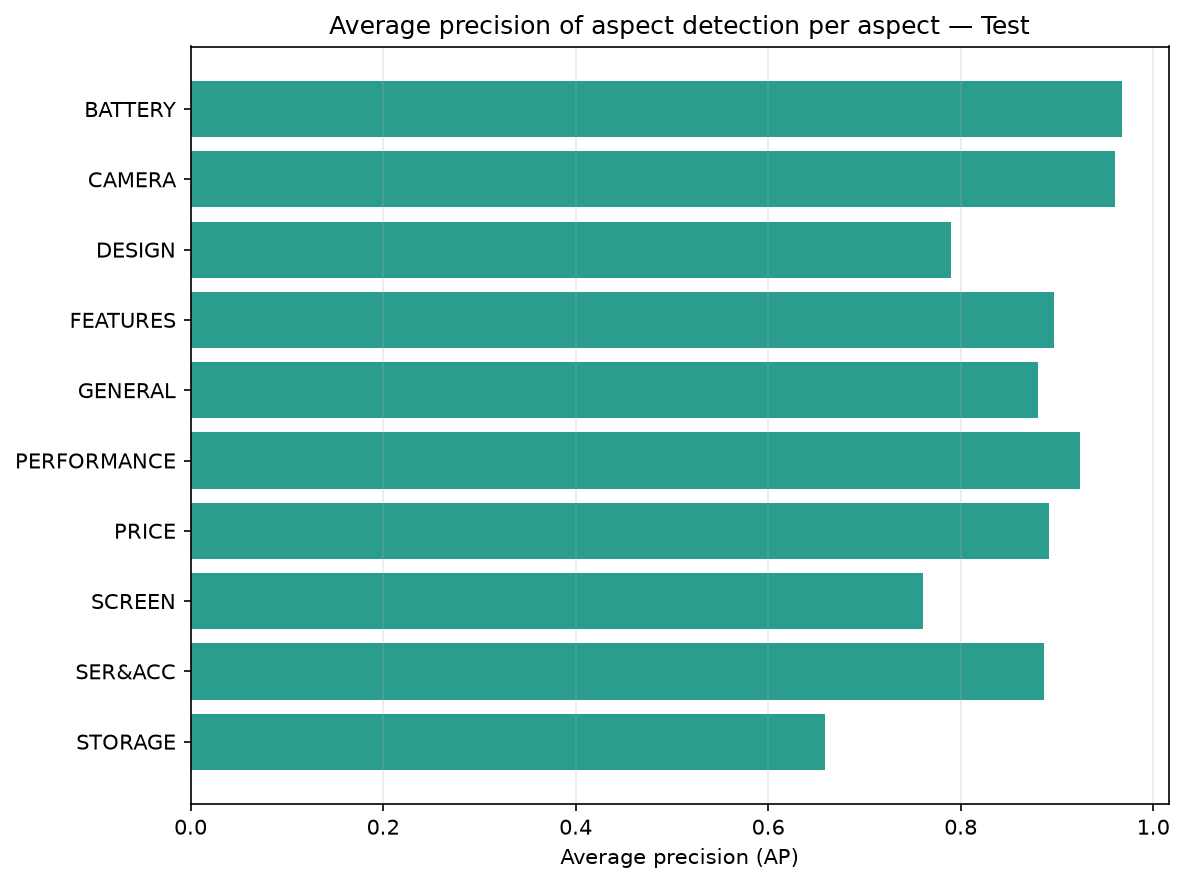 Average precision of aspect detection per aspect — Test
BATTERY
CAMERA
DESIGN
FEATURES
GENERAL
PERFORMANCE
PRICE
SCREEN
SER&ACC
STORAGE
0.0 0.2 0.4 0.6 0.8 1.0
Average precision (AP)